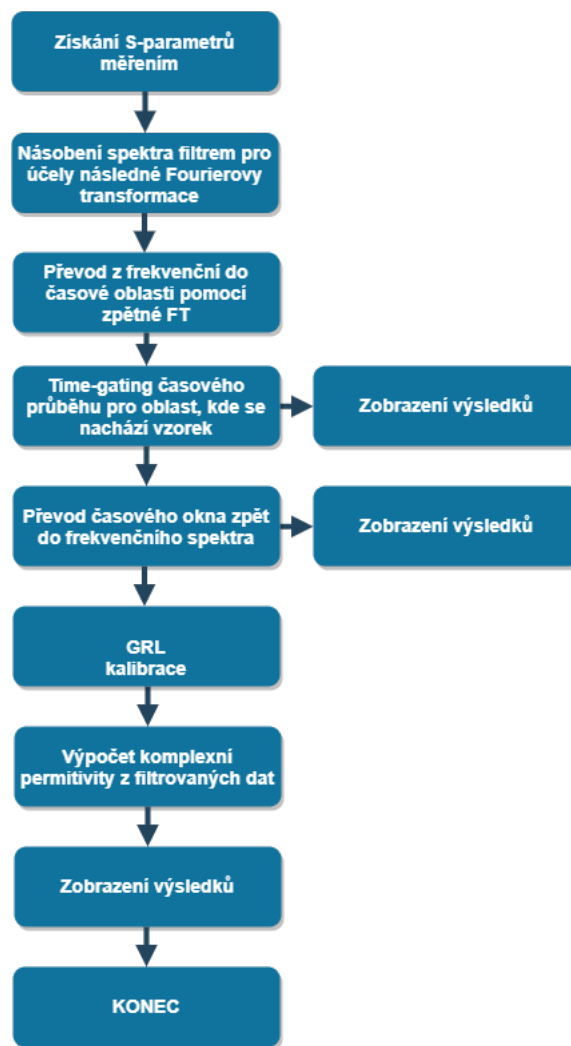 Získání S-parametrů
měřením
Násobení spektra filtrem pro
účely následné Fourierovy
transformace
Převod z frekvenční do
časové oblasti pomocí
zpětné FT
Time-gating časového
průběhu pro oblast, kde se
nachází vzorek
Zobrazení výsledků
Převod časového okna zpět
do frekvenčního spektra
Zobrazení výsledků
GRL
kalibrace
Výpočet komplexní
permitivity z filtrovaných dat
Zobrazení výsledků
KONEC